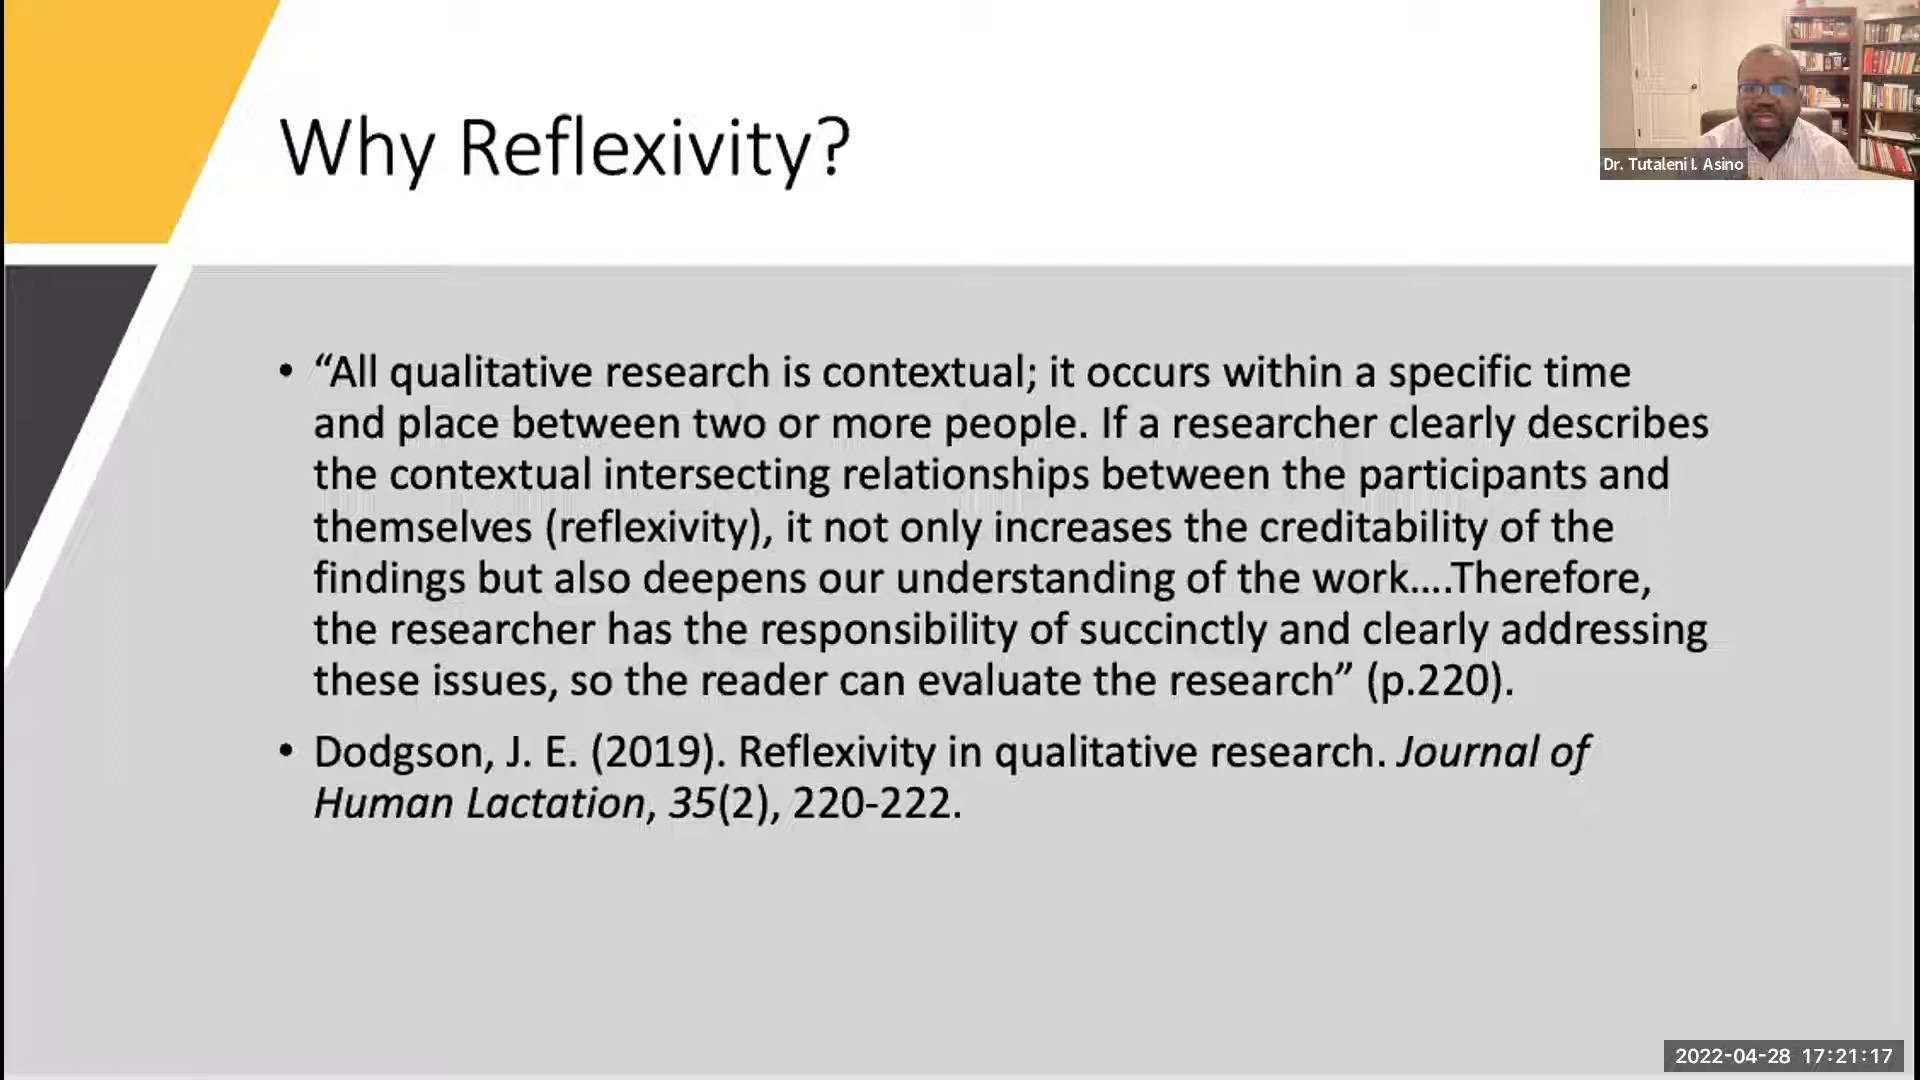 Why Reflexivity?
Dr. Tutaleni I. Asino
• “All qualitative research is contextual; it occurs within a specific time
and place between two or more people. If a researcher clearly describes
the contextual intersecting relationships between the participants and
themselves (reflexivity), it not only increases the creditability of the
findings but also deepens our understanding of the work....Therefore,
the researcher has the responsibility of succinctly and clearly addressing
these issues, so the reader can evaluate the research” (p.220).
• Dodgson, J. E. (2019). Reflexivity in qualitative research. Journal of
Human Lactation, 35(2), 220-222.
2022-04-28 17:21:17